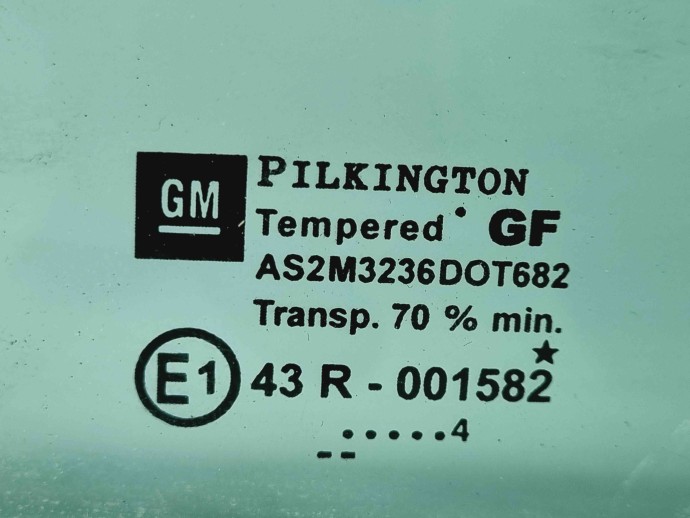 GM
PILKINGTON
Tempered GF
AS2M3236DOT682
Transp. 70 % min.
E1 43 R - 001582
.....4